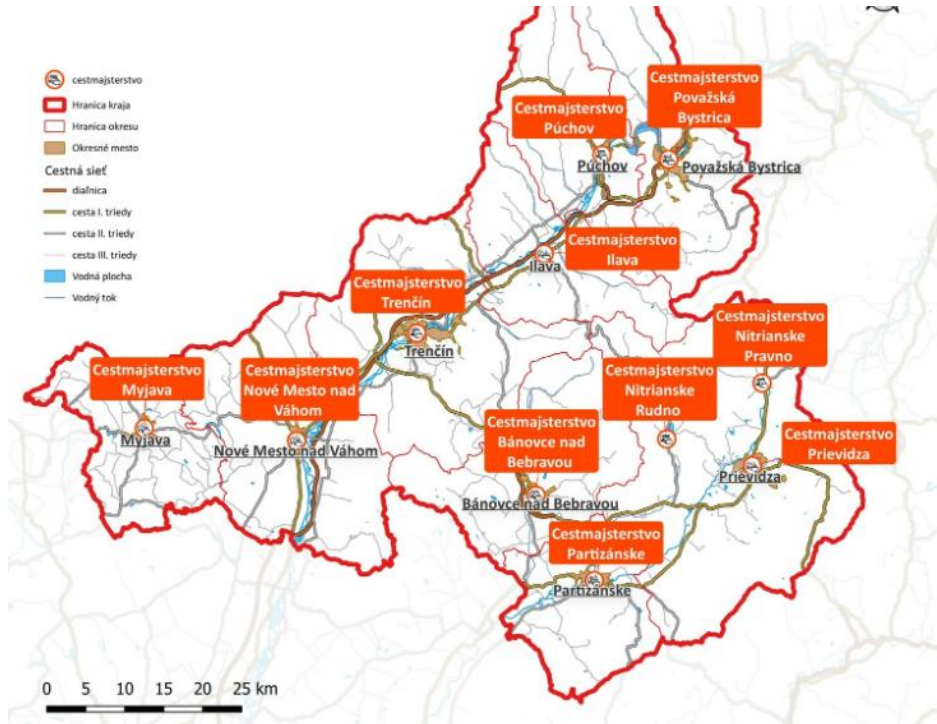 cestmajsterstvo
Hranica kraja
Hranica okresu
Okresné mesto
Cestná sieť
diaľnica
cesta I. triedy
cesta II. triedy
cesta III. triedy
Vodná plocha
Vodný tok
Cestmajsterstvo
Považská
Bystrica
Cestmajsterstvo
Púchov
Púchov
Považská Bystrica
Cestmajsterstvo
Ilava
Ilava
Cestmajsterstvo
Trenčín
Trenčín
Cestmajsterstvo
Nitrianske
Pravno
Cestmajsterstvo
Myjava
Myjava
Cestmajsterstvo
Nové Mesto nad
Váhom
Nové Mesto nad Váhom
Cestmajsterstvo
Nitrianske
Rudno
Cestmajsterstvo
Bánovce nad
Bebravou
Bánovce nad Bebravou
Cestmajsterstvo
Prievidza
Prievidza
Cestmajsterstvo
Partizánske
Partizánske
0 5 10 15 20 25 km